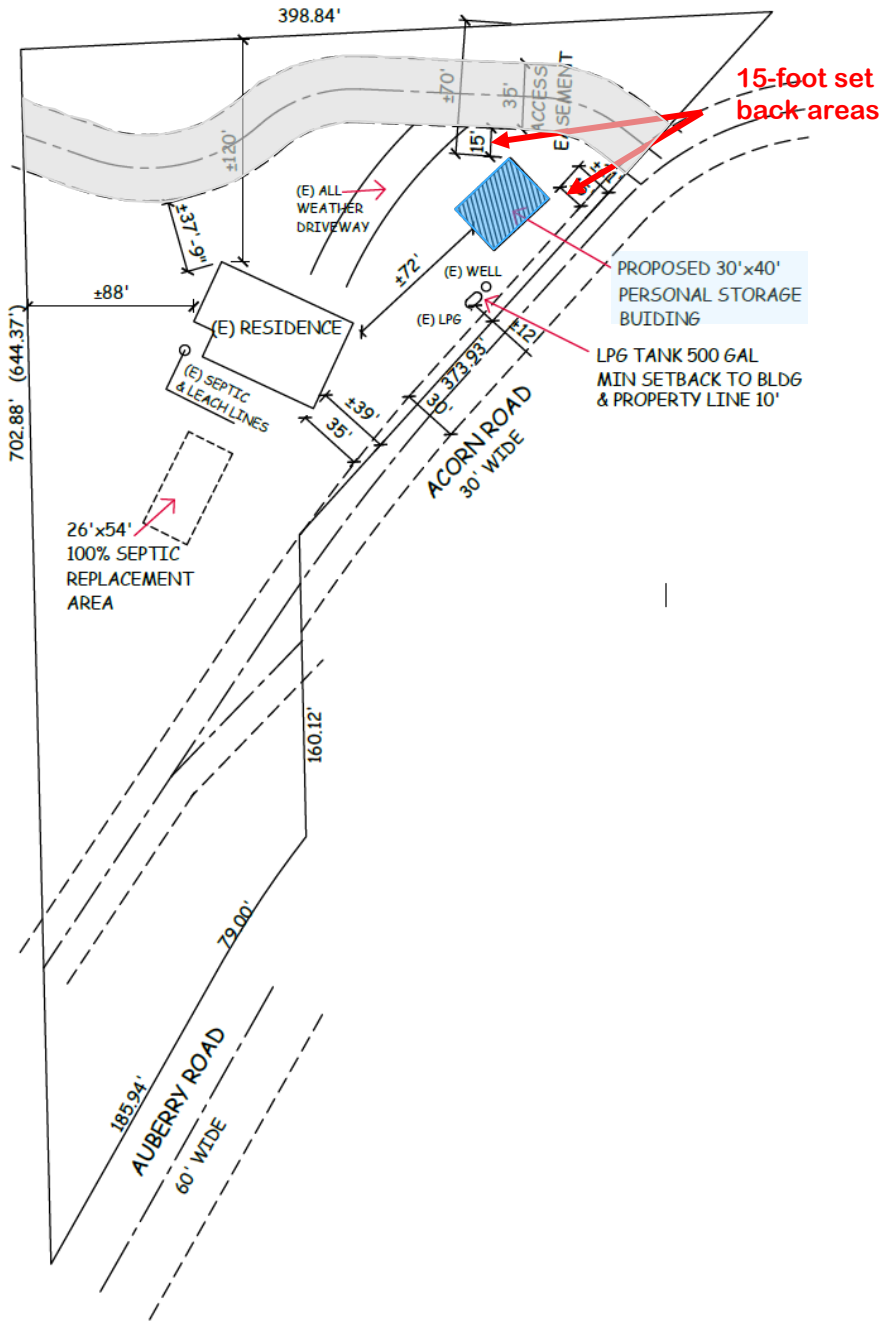 398.84'
15-foot set
back areas
±70'
35'
ACCESS
EASEMENT
±120'
15'
(E) ALL
WEATHER
DRIVEWAY
±37'-9"
±72'
(E) WELL
PROPOSED 30'x40'
PERSONAL STORAGE
BUIDING
±88'
(E) RESIDENCE
(E) LPG
±12'
LPG TANK 500 GAL
MIN SETBACK TO BLDG
& PROPERTY LINE 10'
702.88' (644.37')
(E) SEPTIC
& LEACH LINES
373.93'
30'
±39'
35'
ACORN ROAD
30' WIDE
26'x54'
100% SEPTIC
REPLACEMENT
AREA
160.12'
79.00'
185.94'
AUBERRY ROAD
60' WIDE